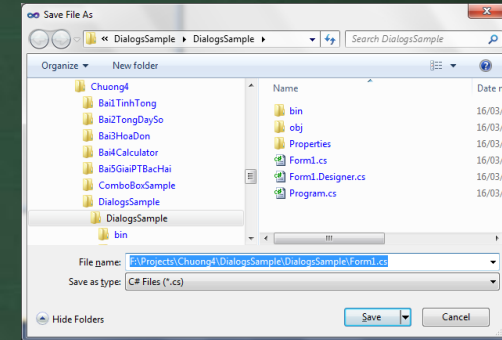 Save File As
« DialogsSample DialogsSample
Search DialogsSample
Organize New folder
Chuong4
Bai1TinhTong
Bai2TongDaySo
Bai3HoaDon
Bai4Calculator
Bai5GiaiPTBacHai
ComboBoxSample
DialogsSample
DialogsSample
bin
Name Date
bin 16/03/
obj 16/03/
Properties 16/03/
Form1.cs 16/03/
Form1.Designer.cs 16/03/
Program.cs 16/03/
File name: F:\Projects\Chuong4\DialogsSample\DialogsSample\Form1.cs
Save as type: C# Files (*.cs)
Hide Folders Save Cancel